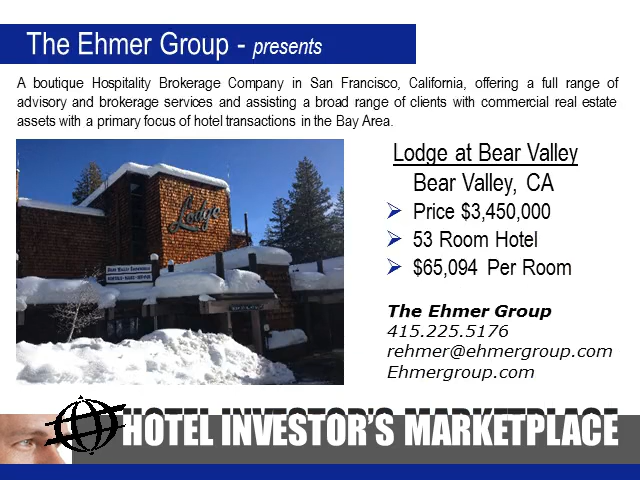 The Ehmer Group - presents
A boutique Hospitality Brokerage Company in San Francisco, California, offering a full range of
advisory and brokerage services and assisting a broad range of clients with commercial real estate
assets with a primary focus of hotel transactions in the Bay Area.
Lodge
Lodge at Bear Valley
Bear Valley, CA
Price $3,450,000
53 Room Hotel
$65,094 Per Room
The Ehmer Group
415.225.5176
rehmer@ehmergroup.com
Ehmergroup.com
HOTEL INVESTOR'S MARKETPLACE